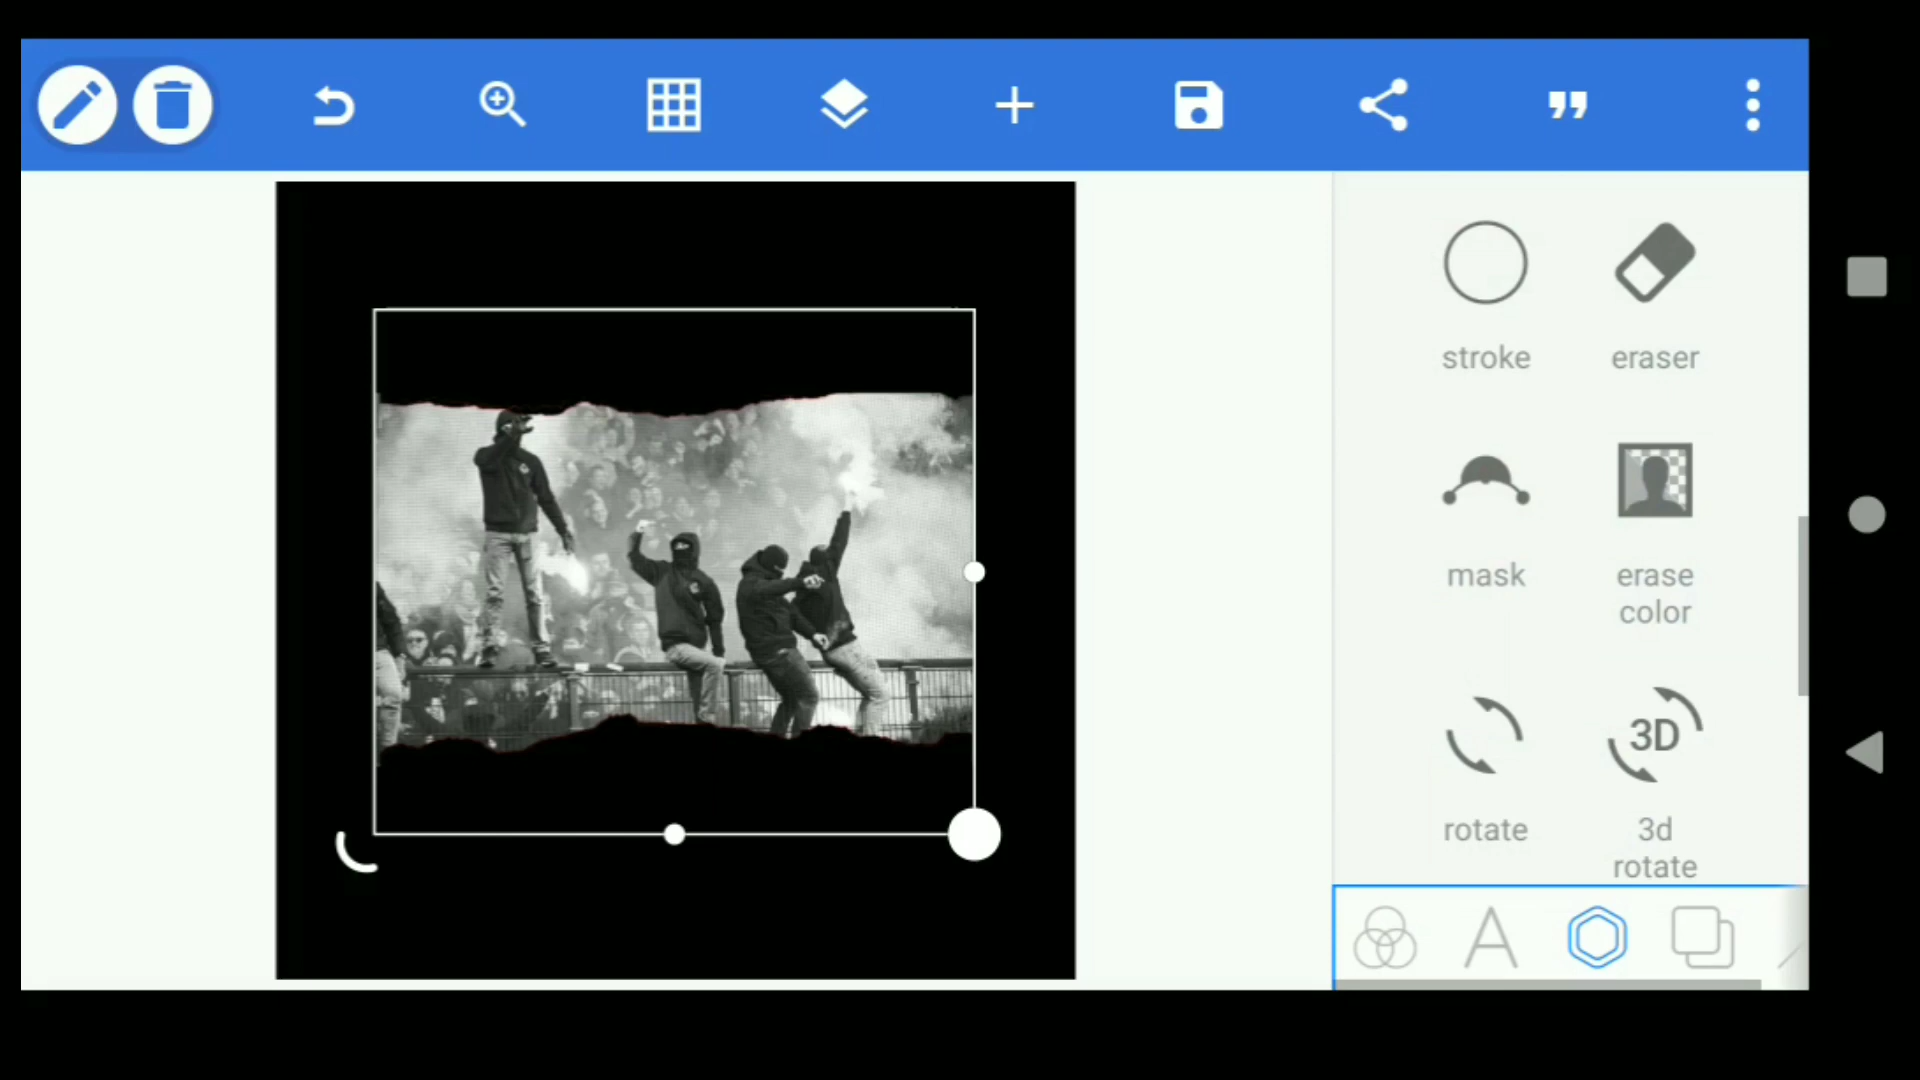 stroke
eraser
mask
erase
color
3D
rotate
3d
rotate
A